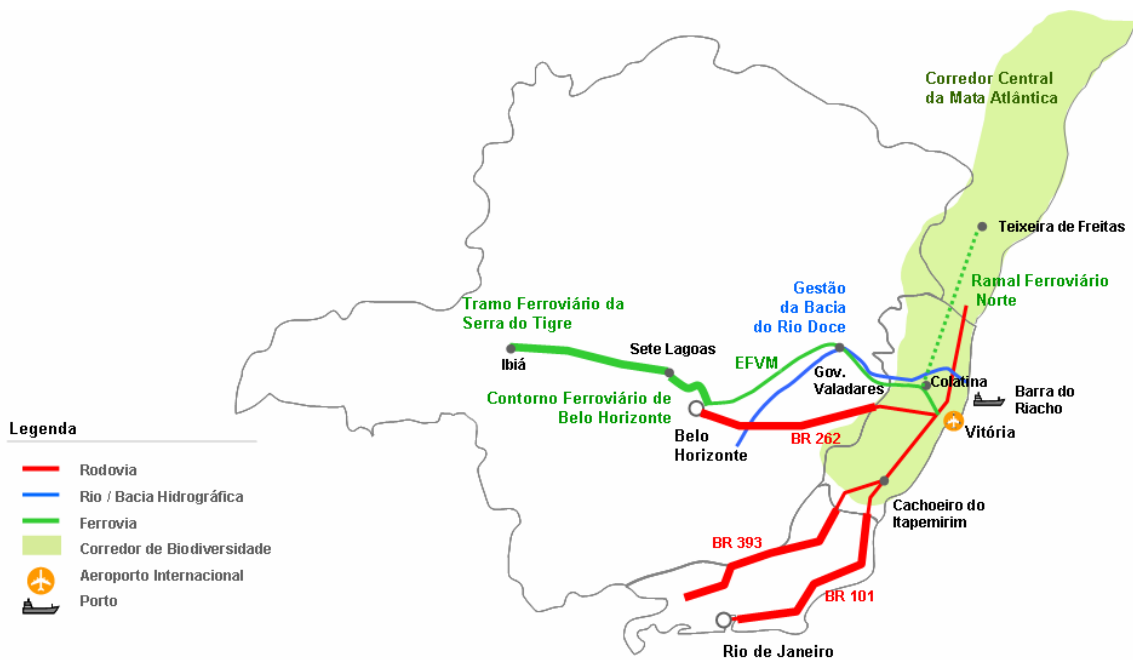 Corredor Central
da Mata Atlântica
Teixeira de Freitas
Ramal Ferroviário
Norte
Gestão
da Bacia
do Rio Doce
Tramo Ferroviário da
Serra do Tigre
Sete Lagoas
Ibiá
EFVM
Gov.
Valadares
Colatina
Contorno Ferroviário de
Belo Horizonte
Barra do
Riacho
Belo
Horizonte
BR 262
Vitória
Cachoeiro do
Itapemirim
BR 393
BR 101
Rio de Janeiro
Legenda
Rodovia
Rio / Bacia Hidrográfica
Ferrovia
Corredor de Biodiversidade
Aeroporto Internacional
Porto